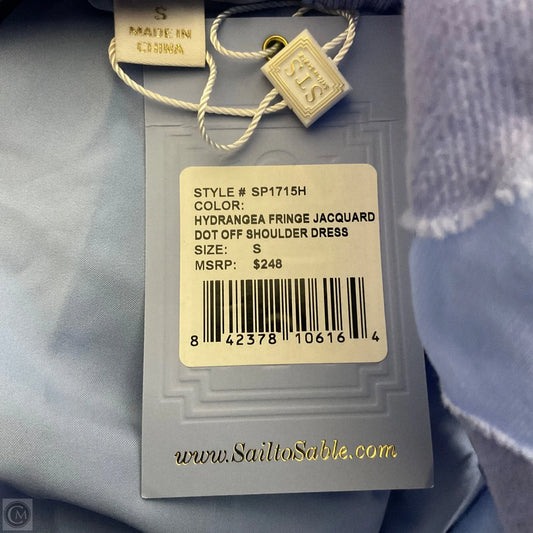 S
MADE IN
CHINA
STS
STYLE # SP1715H
COLOR:
HYDRANGEA FRINGE JACQUARD
DOT OFF SHOULDER DRESS
SIZE: S
MSRP: $248
8 42378 10616 4
www.SailtoSable.com
CM